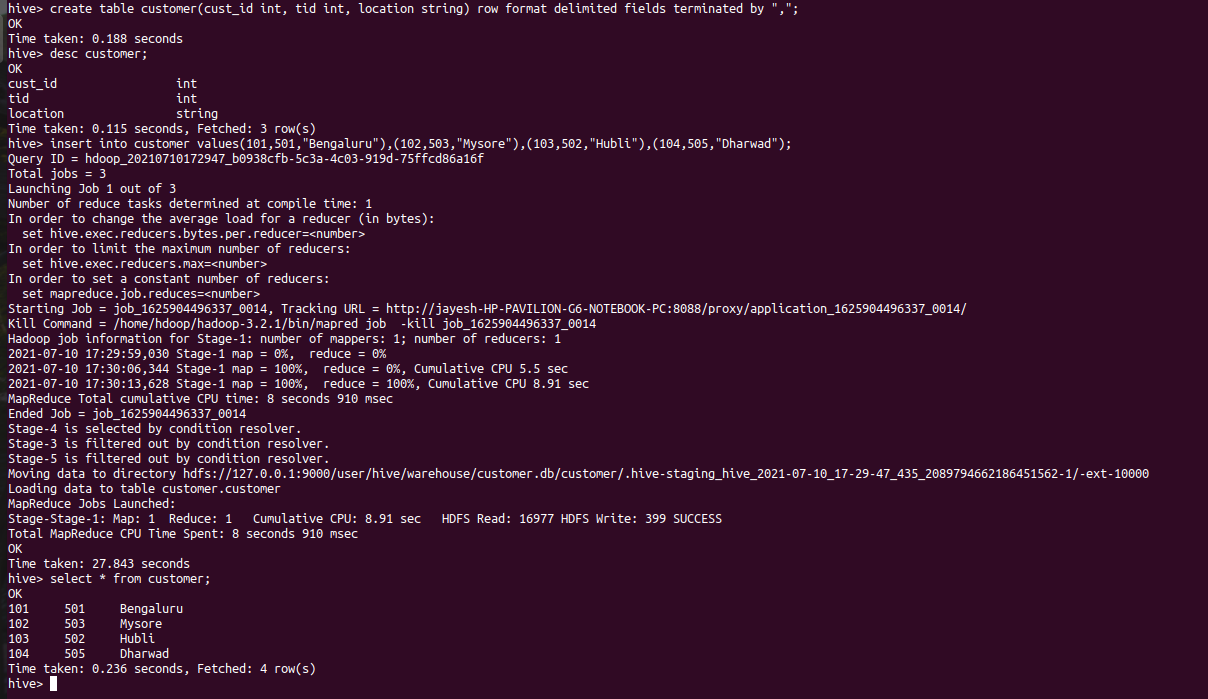 hive> create table customer(cust_id int, tid int, location string) row format delimited fields terminated by ",";
OK
Time taken: 0.188 seconds
hive> desc customer;
OK
cust_id                 int
tid                     int
location                string
Time taken: 0.115 seconds, Fetched: 3 row(s)
hive> insert into customer values(101,501,"Bengaluru"),(102,503,"Mysore"),(103,502,"Hubli"),(104,505,"Dharwad");
Query ID = hdoop_20210710172947_b0938cfb-5c3a-4c03-919d-75ffcd86a16f
Total jobs = 3
Launching Job 1 out of 3
Number of reduce tasks determined at compile time: 1
In order to change the average load for a reducer (in bytes):
  set hive.exec.reducers.bytes.per.reducer=<number>
In order to limit the maximum number of reducers:
  set hive.exec.reducers.max=<number>
In order to set a constant number of reducers:
  set mapreduce.job.reduces=<number>
Starting Job = job_1625904496337_0014, Tracking URL = http://jayesh-HP-PAVILION-G6-NOTEBOOK-PC:8088/proxy/application_1625904496337_0014/
Kill Command = /home/hdoop/hadoop-3.2.1/bin/mapred job  -kill job_1625904496337_0014
Hadoop job information for Stage-1: number of mappers: 1; number of reducers: 1
2021-07-10 17:29:59,030 Stage-1 map = 0%,  reduce = 0%
2021-07-10 17:30:06,344 Stage-1 map = 100%,  reduce = 0%, Cumulative CPU 5.5 sec
2021-07-10 17:30:13,628 Stage-1 map = 100%,  reduce = 100%, Cumulative CPU 8.91 sec
MapReduce Total cumulative CPU time: 8 seconds 910 msec
Ended Job = job_1625904496337_0014
Stage-4 is selected by condition resolver.
Stage-3 is filtered out by condition resolver.
Stage-5 is filtered out by condition resolver.
Moving data to directory hdfs://127.0.0.1:9000/user/hive/warehouse/customer.db/customer/.hive-staging_hive_2021-07-10_17-29-47_435_2089794662186451562-1/-ext-10000
Loading data to table customer.customer
MapReduce Jobs Launched:
Stage-Stage-1: Map: 1  Reduce: 1   Cumulative CPU: 8.91 sec   HDFS Read: 16977 HDFS Write: 399 SUCCESS
Total MapReduce CPU Time Spent: 8 seconds 910 msec
OK
Time taken: 27.843 seconds
hive> select * from customer;
OK
101     501     Bengaluru
102     503     Mysore
103     502     Hubli
104     505     Dharwad
Time taken: 0.236 seconds, Fetched: 4 row(s)
hive>